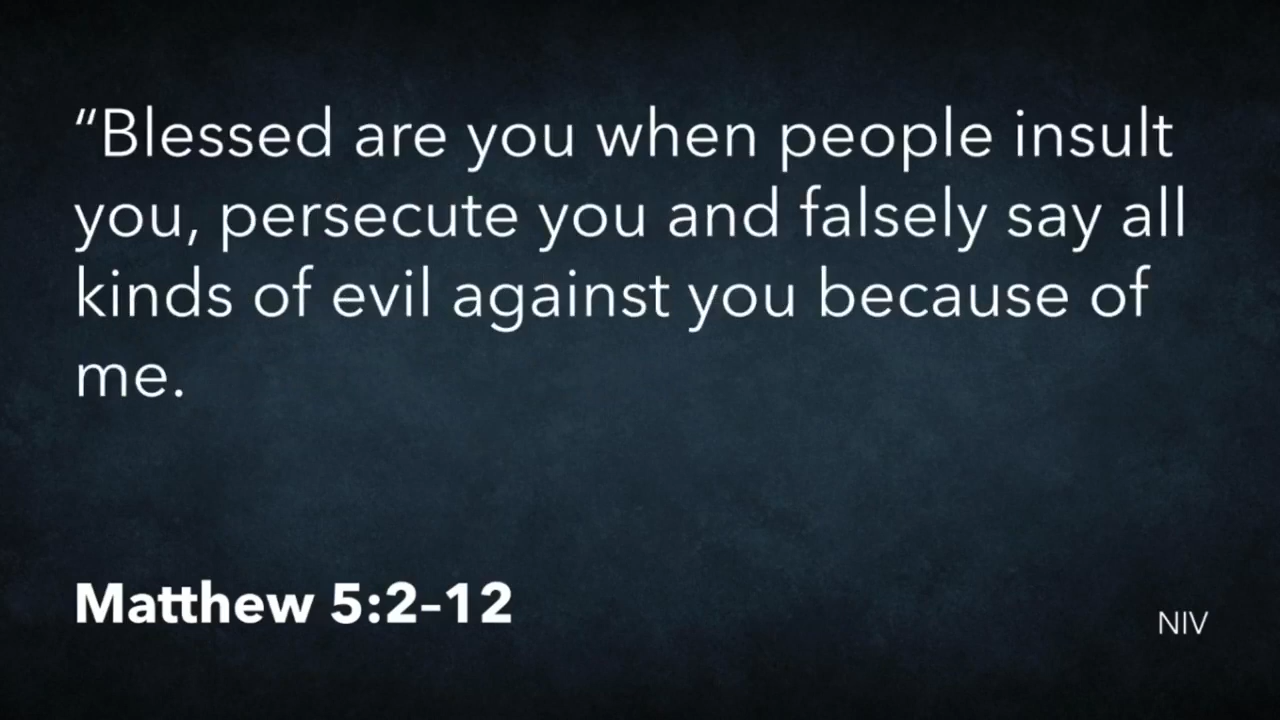 “Blessed are you when people insult
you, persecute you and falsely say all
kinds of evil against you because of
me.
Matthew 5:2–12
NIV